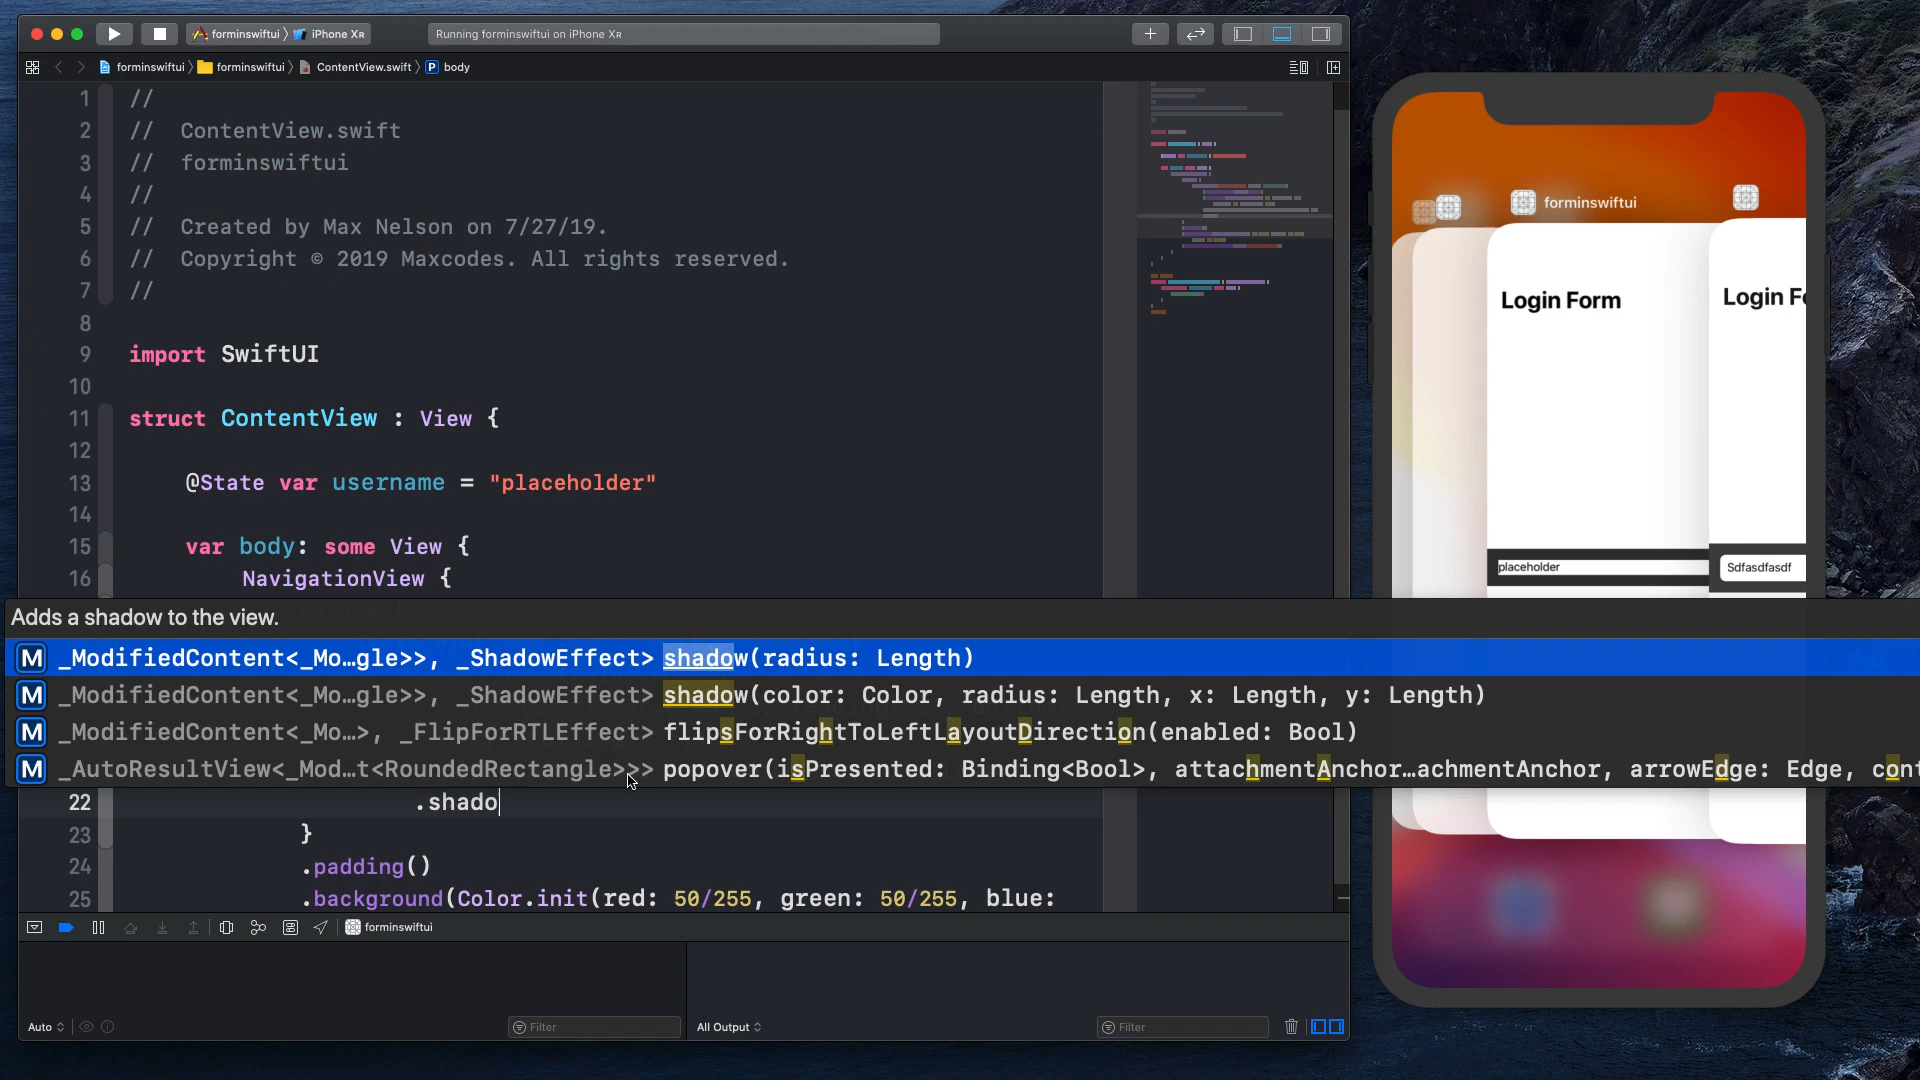 forminswiftui 〉 iPhone XR
Running forminswiftui on iPhone XR
forminswiftui 〉 forminswiftui 〉 ContentView.swift 〉 P body
1 //
2 // ContentView.swift
3 // forminswiftui
4 //
5 // Created by Max Nelson on 7/27/19.
6 // Copyright © 2019 Maxcodes. All rights reserved.
7 //
8
9 import SwiftUI
10
11 struct ContentView : View {
12
13 @State var username = "placeholder"
14
15 var body: some View {
16 NavigationView {
Adds a shadow to the view.
M _ModifiedContent<_Mo…gle>>, _ShadowEffect> shadow(radius: Length)
M _ModifiedContent<_Mo…gle>>, _ShadowEffect> shadow(color: Color, radius: Length, x: Length, y: Length)
M _ModifiedContent<_Mo…>, _FlipForRTLEffect> flipsForRightToLeftLayoutDirection(enabled: Bool)
M _AutoResultView<_Mod…t<RoundedRectangle>>> popover(isPresented: Binding<Bool>, attachmentAnchor…achmentAnchor, arrowEdge: Edge, cont
22 .shado
23 }
24 .padding()
25 .background(Color.init(red: 50/255, green: 50/255, blue:
forminswiftui
Auto
Filter
All Output
Filter
forminswiftui
Login Form
Login Fo
placeholder
Sdfasdfasdf